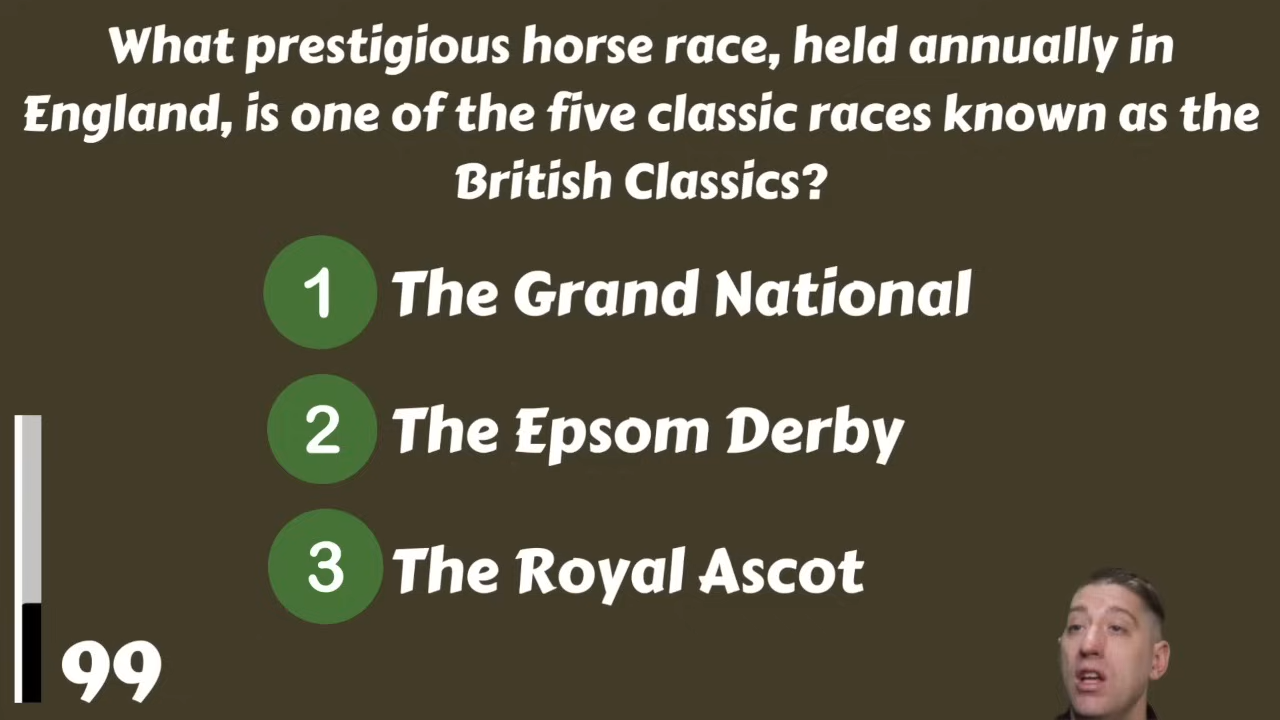 What prestigious horse race, held annually in
England, is one of the five classic races known as the
British Classics?
1 The Grand National
2 The Epsom Derby
3 The Royal Ascot
99